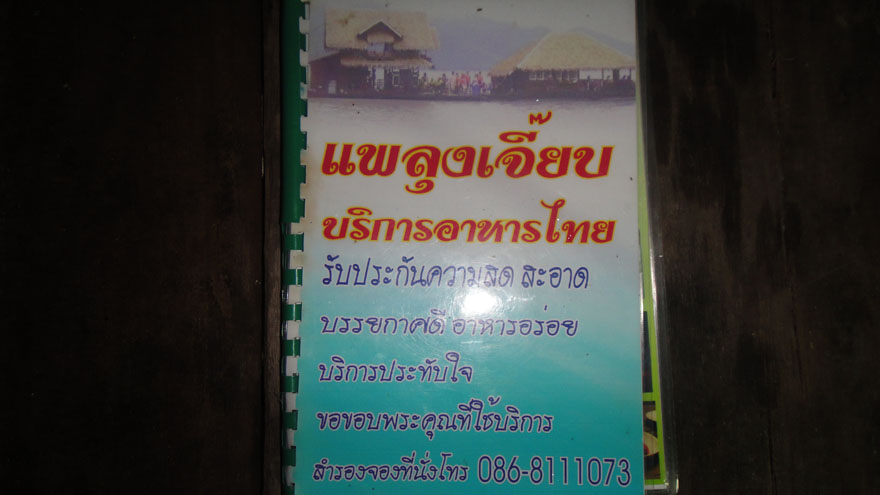 แพลุงเจี๊ยบ
บริการอาหารไทย
รับประกันความสด สะอาด
บรรยกาศดี อาหารอร่อย
บริการประทับใจ
ขอขอบพระคุณที่ใช้บริการ
สำรองจองที่นั่งโทร 086-8111073